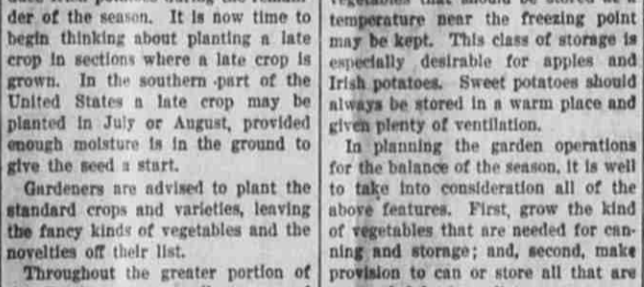 der of the season. It is now time to
begin thinking about planting a late
crop in sections where a late crop is
grown. In the southern part of the
United States a late crop may be
planted in July or August, provided
enough moisture is in the ground to
give the seed a start.
Gardeners are advised to plant the
standard crops and varieties, leaving
the fancy kinds of vegetables and the
novelties off their list.
Throughout the greater portion of
vegetables that should be stored at a
temperature near the freezing point
may be kept. This class of storage is
especially desirable for apples and
Irish potatoes. Sweet potatoes should
always be stored in a warm place and
given plenty of ventilation.
In planning the garden operations
for the balance of the season, it is well
to take into consideration all of the
above features. First, grow the kind
of vegetables that are needed for can-
ning and storage; and, second, make
provision to can or store all that are